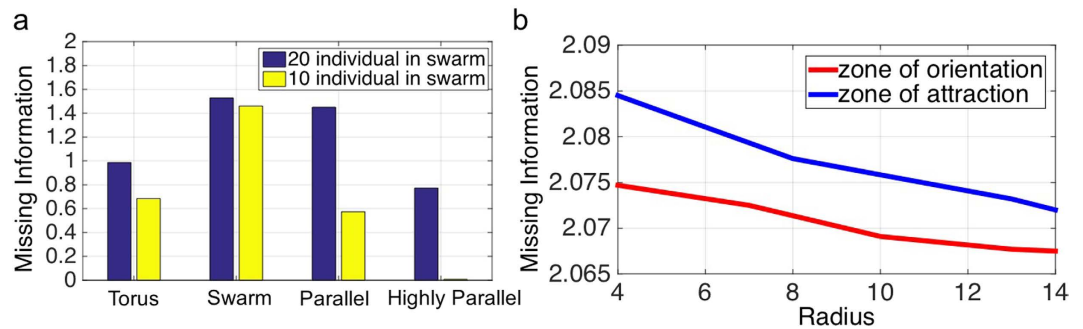 a
Missing Information
2
1.8
1.6
1.4
1.2
1
0.8
0.6
0.4
0.2
0
20 individual in swarm
10 individual in swarm
Torus Swarm Parallel Highly Parallel
b
Missing Information
2.09
2.085
2.08
2.075
2.07
2.065
zone of orientation
zone of attraction
4 6 8 10 12 14
Radius